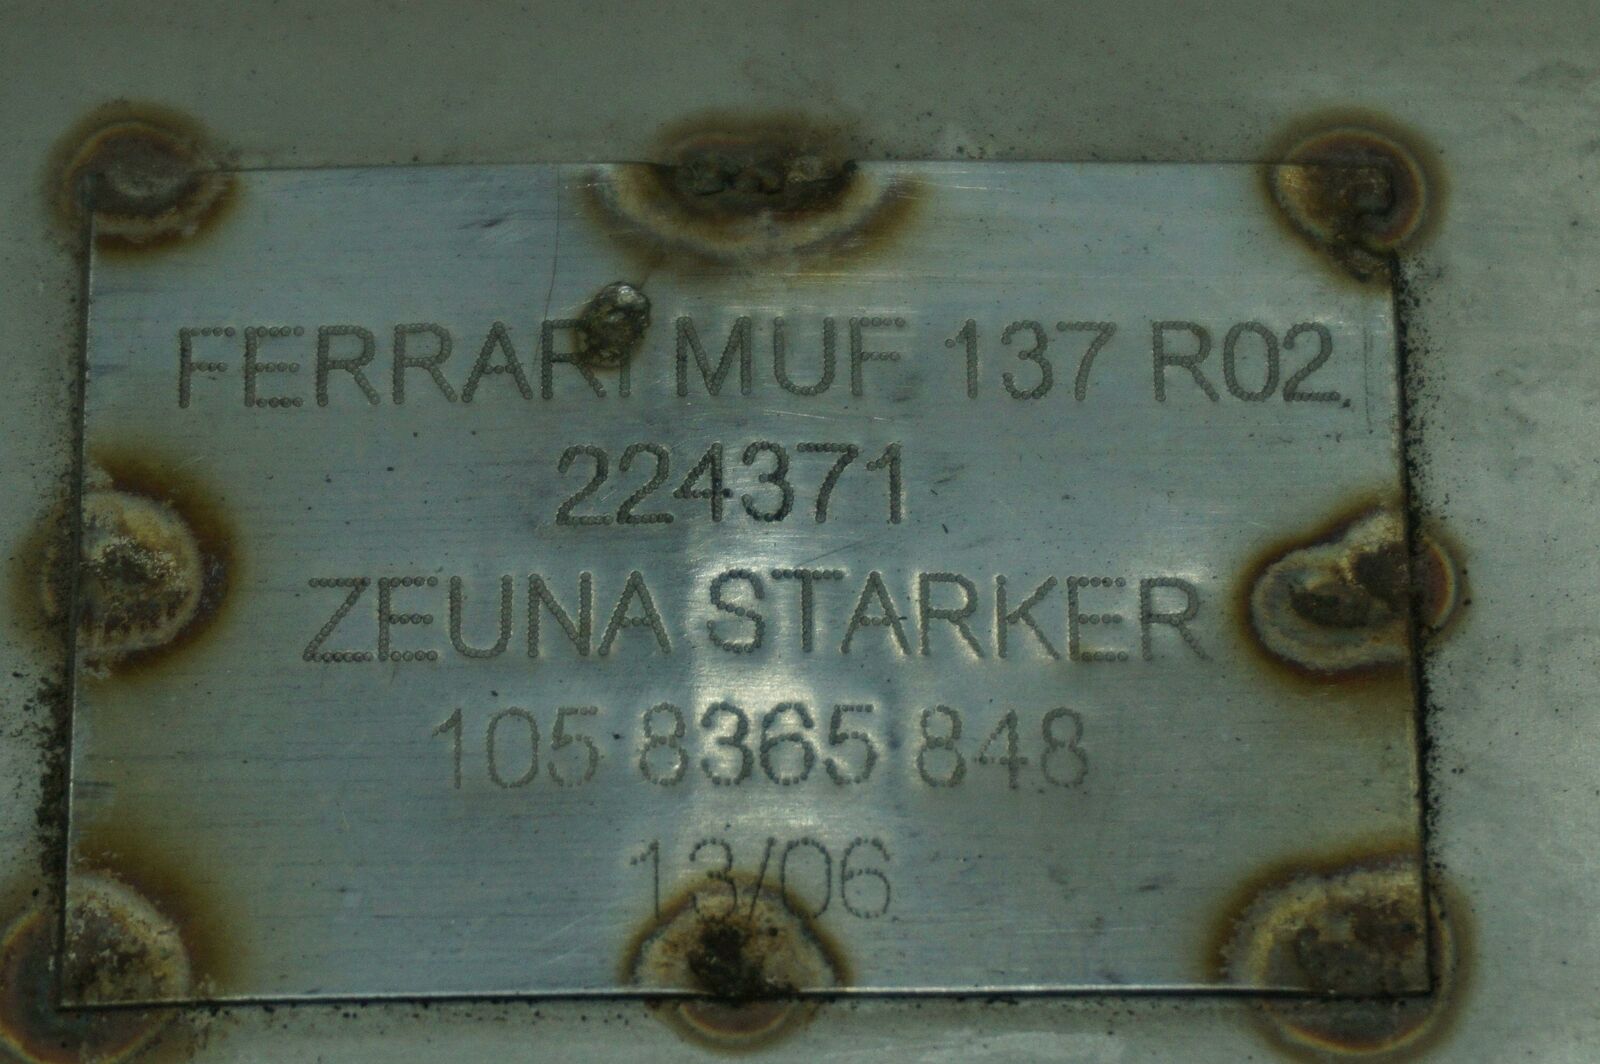 FERRARI MUF 137 R02
224371
ZEUNA STARKER
105 8365 848
13/06